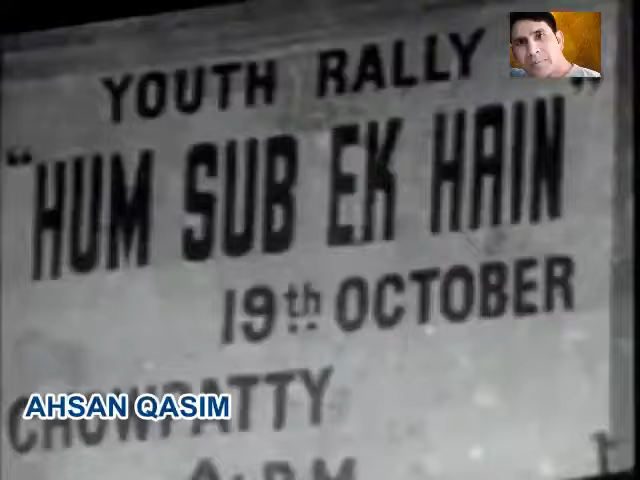 YOUTH RALLY
"HUM SUB EK HAIN"
19th OCTOBER
CHOWPATTY
AHSAN QASIM
P.M